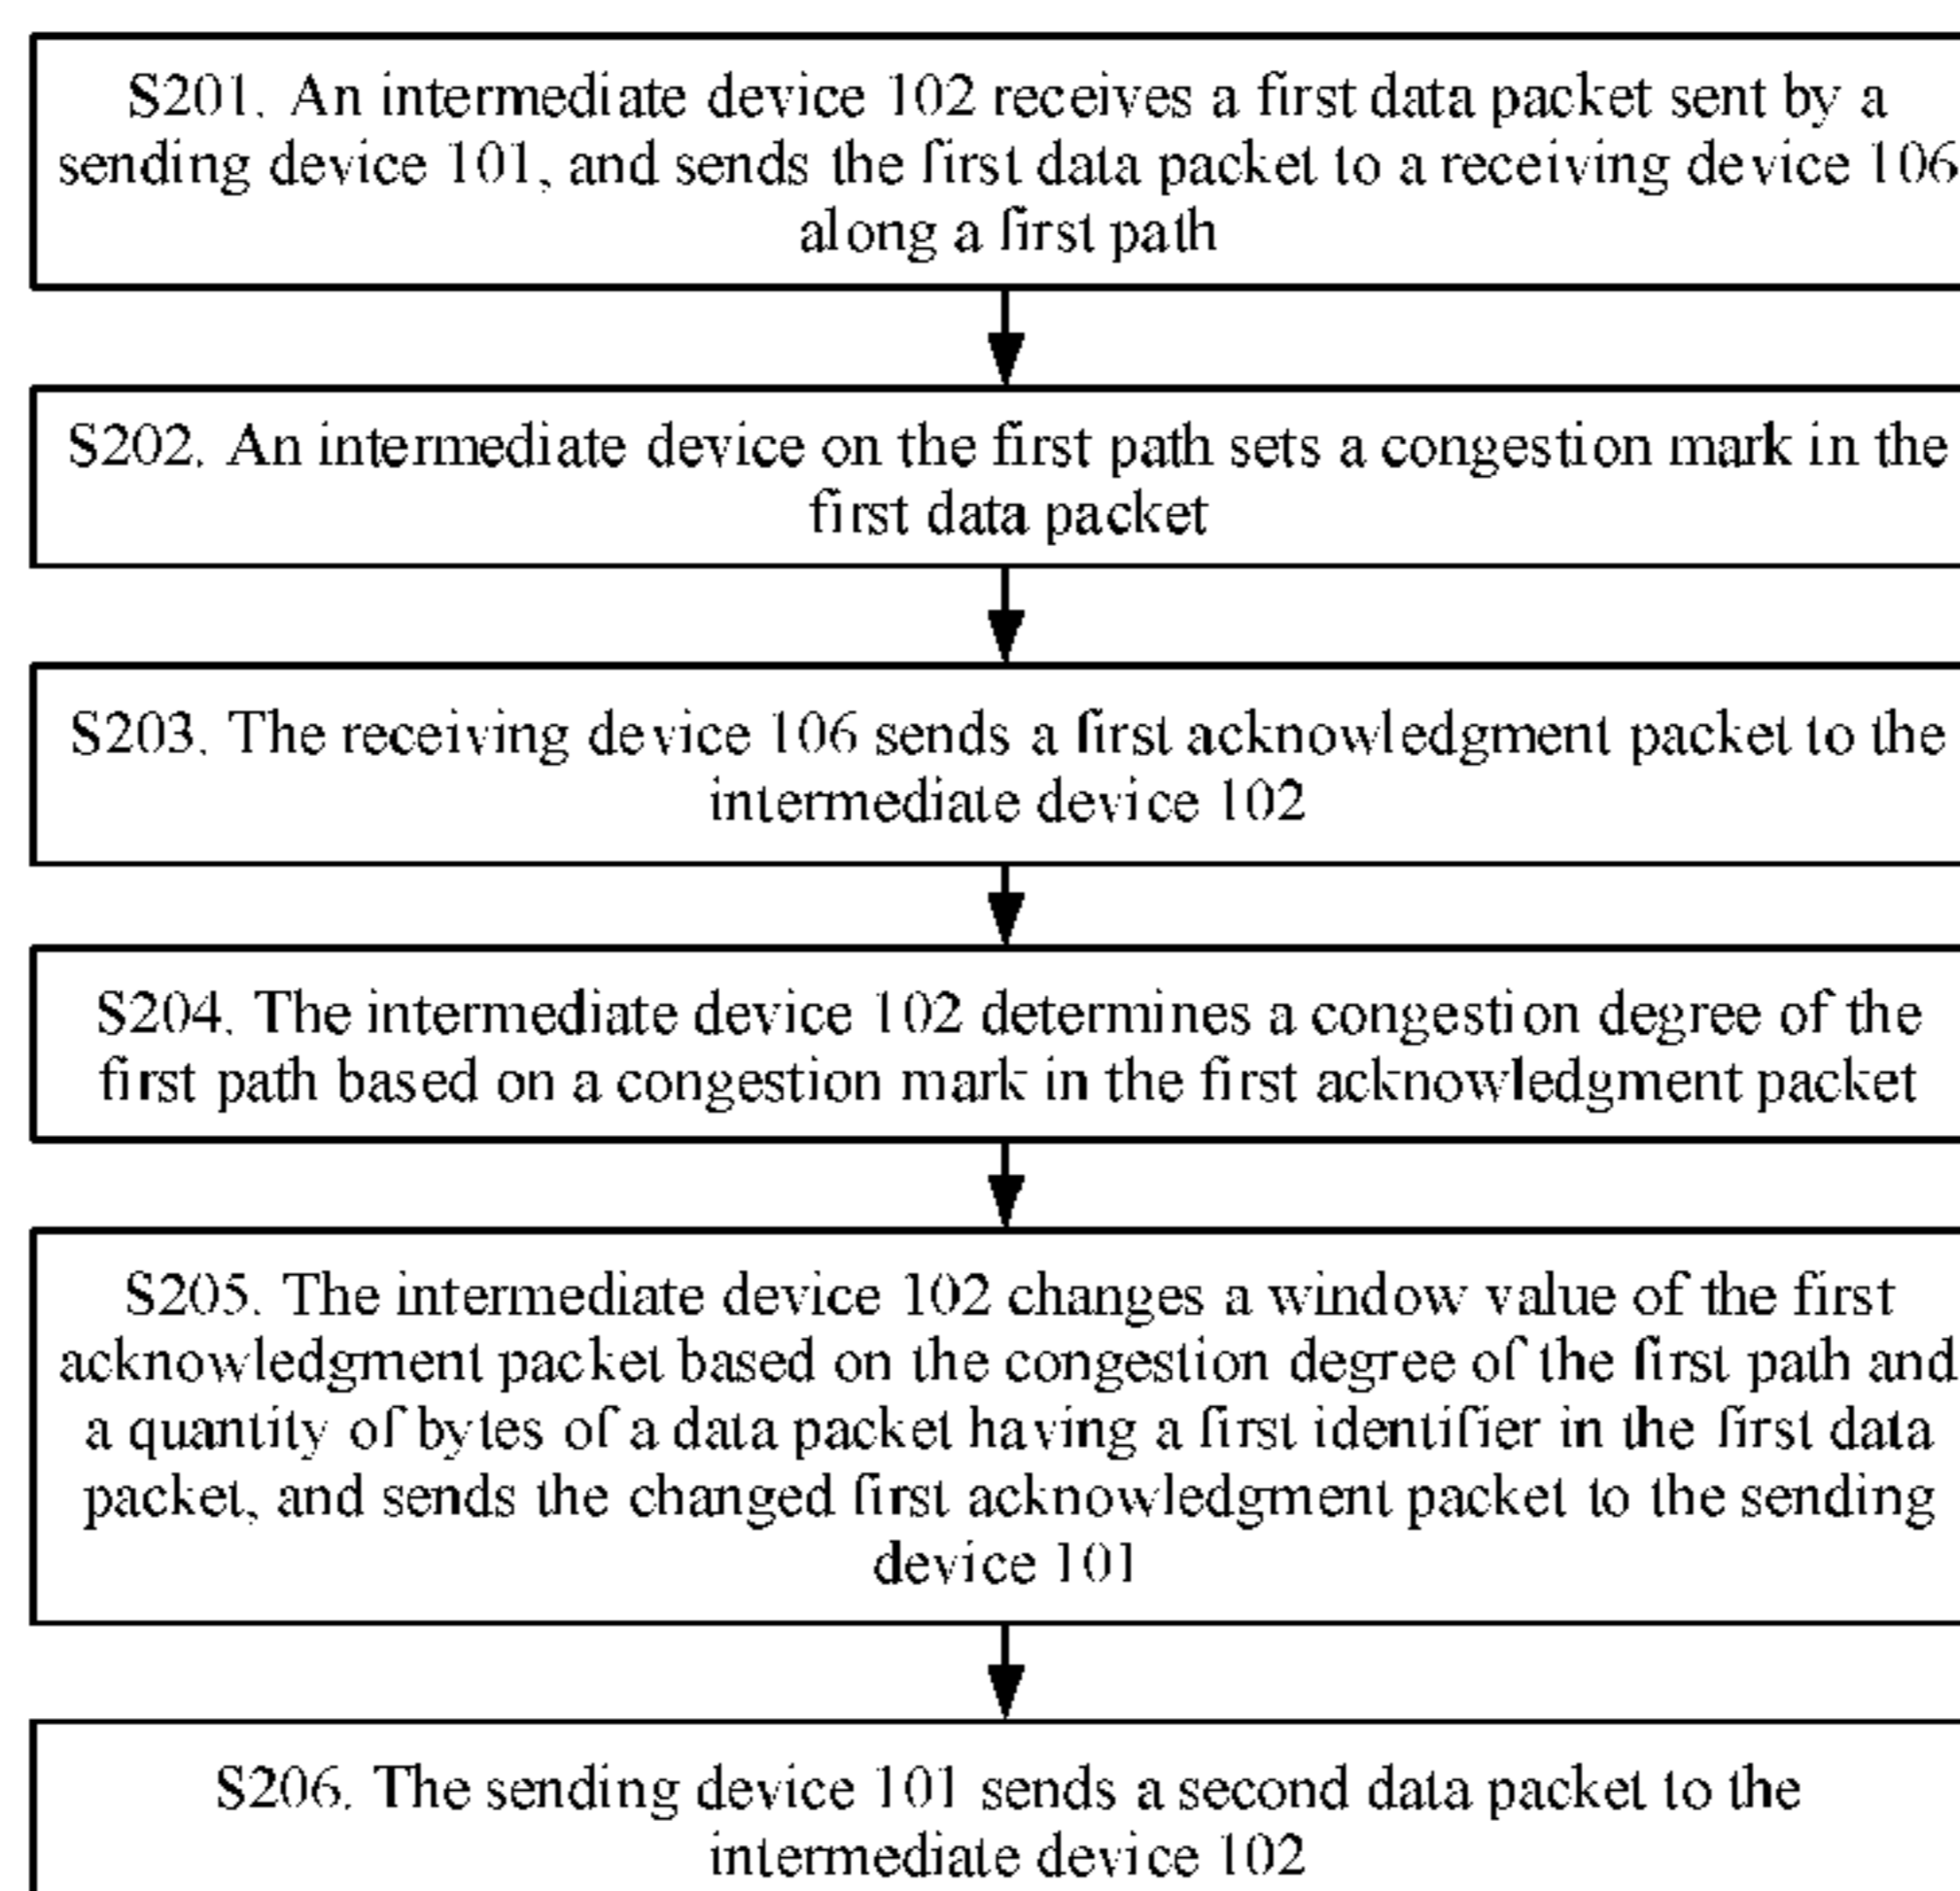 S201. An intermediate device 102 receives a first data packet sent by a
sending device 101, and sends the first data packet to a receiving device 106
along a first path
S202. An intermediate device on the first path sets a congestion mark in the
first data packet
S203. The receiving device 106 sends a first acknowledgment packet to the
intermediate device 102
S204. The intermediate device 102 determines a congestion degree of the
first path based on a congestion mark in the first acknowledgment packet
S205. The intermediate device 102 changes a window value of the first
acknowledgment packet based on the congestion degree of the first path and
a quantity of bytes of a data packet having a first identifier in the first data
packet, and sends the changed first acknowledgment packet to the sending
device 101
S206. The sending device 101 sends a second data packet to the
intermediate device 102